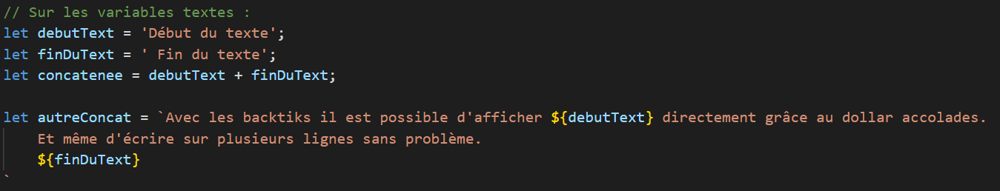 // Sur les variables textes :
let debutText = 'Début du texte';
let finDuText = ' Fin du texte';
let concatenee = debutText + finDuText;

let autreConcat = `Avec les backtiks il est possible d'afficher ${debutText} directement grâce au dollar accolades.
    Et même d'écrire sur plusieurs lignes sans problème.
    ${finDuText}
`